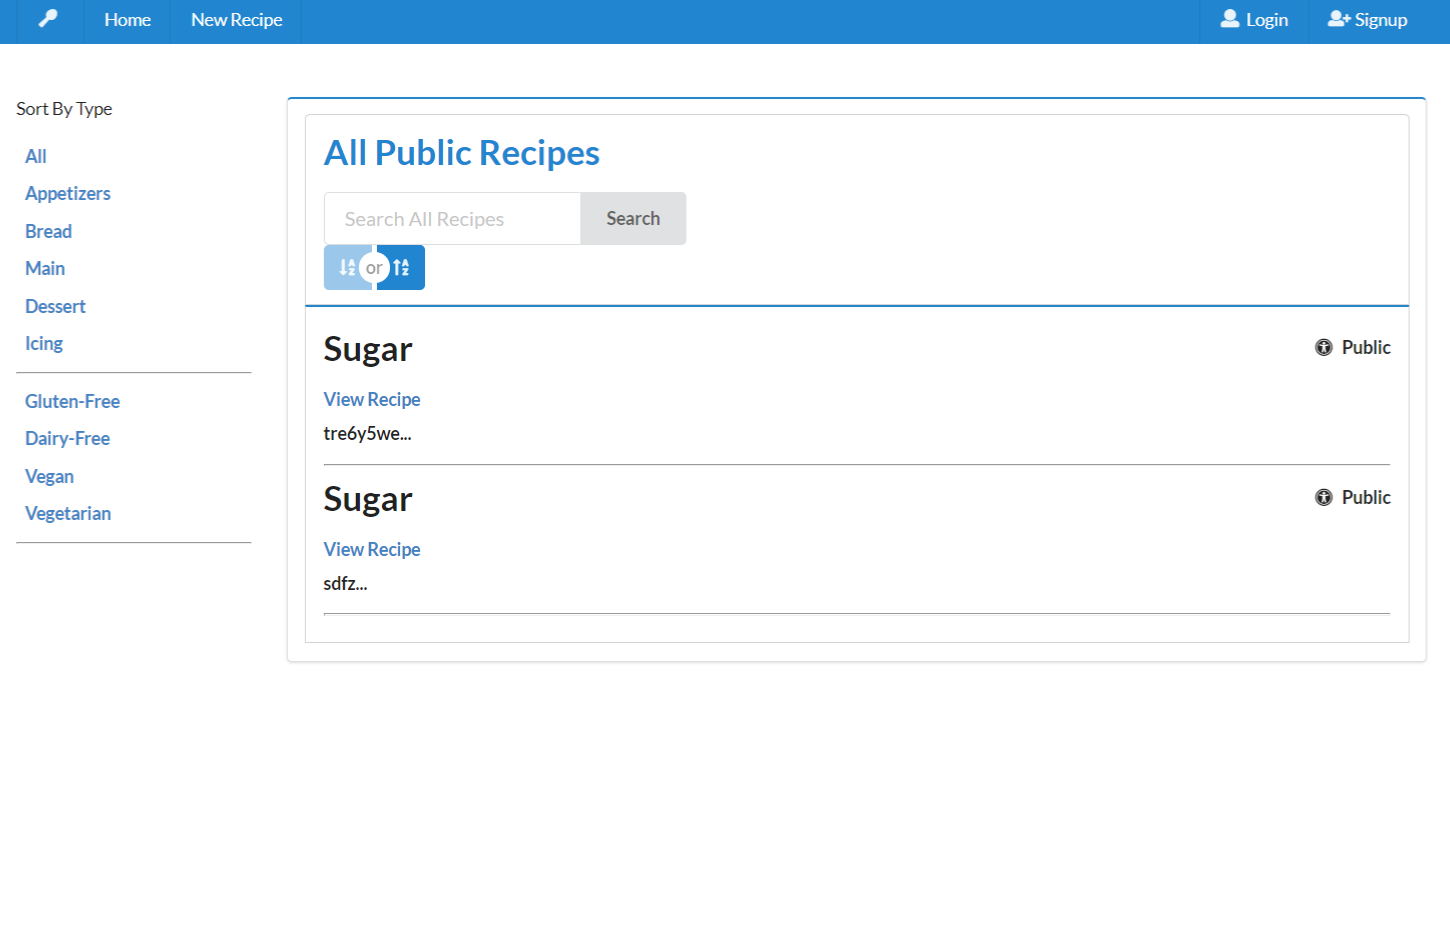 Home New Recipe Login Signup
Sort By Type
All
Appetizers
Bread
Main
Dessert
Icing
Gluten-Free
Dairy-Free
Vegan
Vegetarian
All Public Recipes
Search All Recipes Search
A Z or A Z
Sugar Public
View Recipe
tre6y5we...
Sugar Public
View Recipe
sdfz...